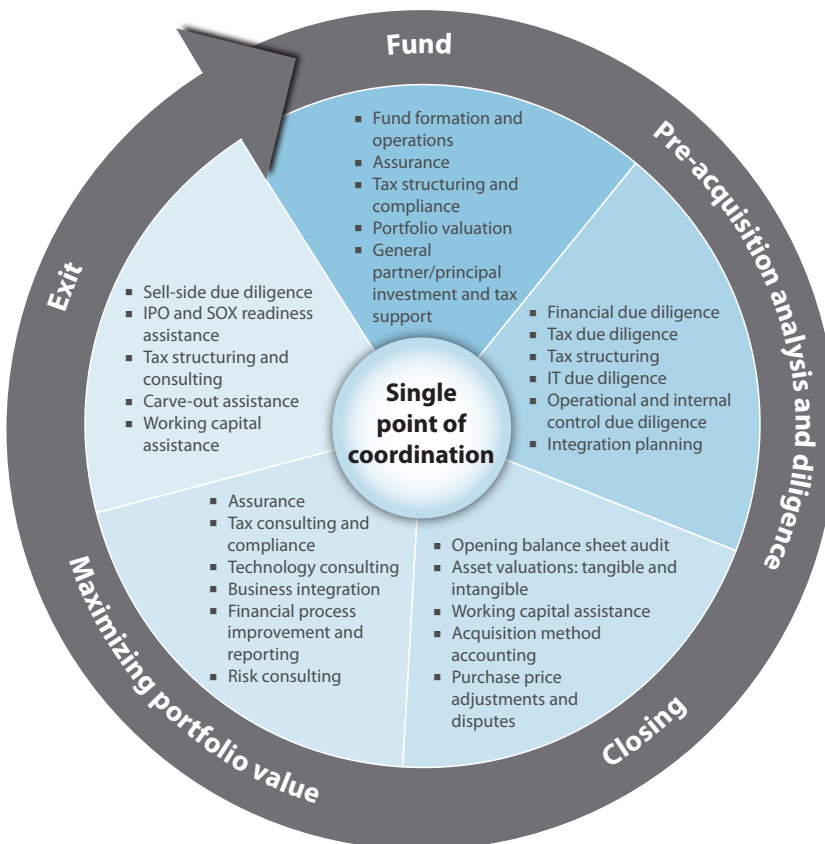 Fund
■ Fund formation and
operations
■ Assurance
■ Tax structuring and
compliance
■ Portfolio valuation
■ General
partner/principal
investment and tax
support
Pre-acquisition analysis and diligence
■ Financial due diligence
■ Tax due diligence
■ Tax structuring
■ IT due diligence
■ Operational and internal
control due diligence
■ Integration planning
Closing
■ Opening balance sheet audit
■ Asset valuations: tangible and
intangible
■ Working capital assistance
■ Acquisition method
accounting
■ Purchase price
adjustments and
disputes
Maximizing portfolio value
■ Assurance
■ Tax consulting and
compliance
■ Technology consulting
■ Business integration
■ Financial process
improvement and
reporting
■ Risk consulting
Exit
■ Sell-side due diligence
■ IPO and SOX readiness
assistance
■ Tax structuring and
consulting
■ Carve-out assistance
■ Working capital
assistance
Single
point of
coordination